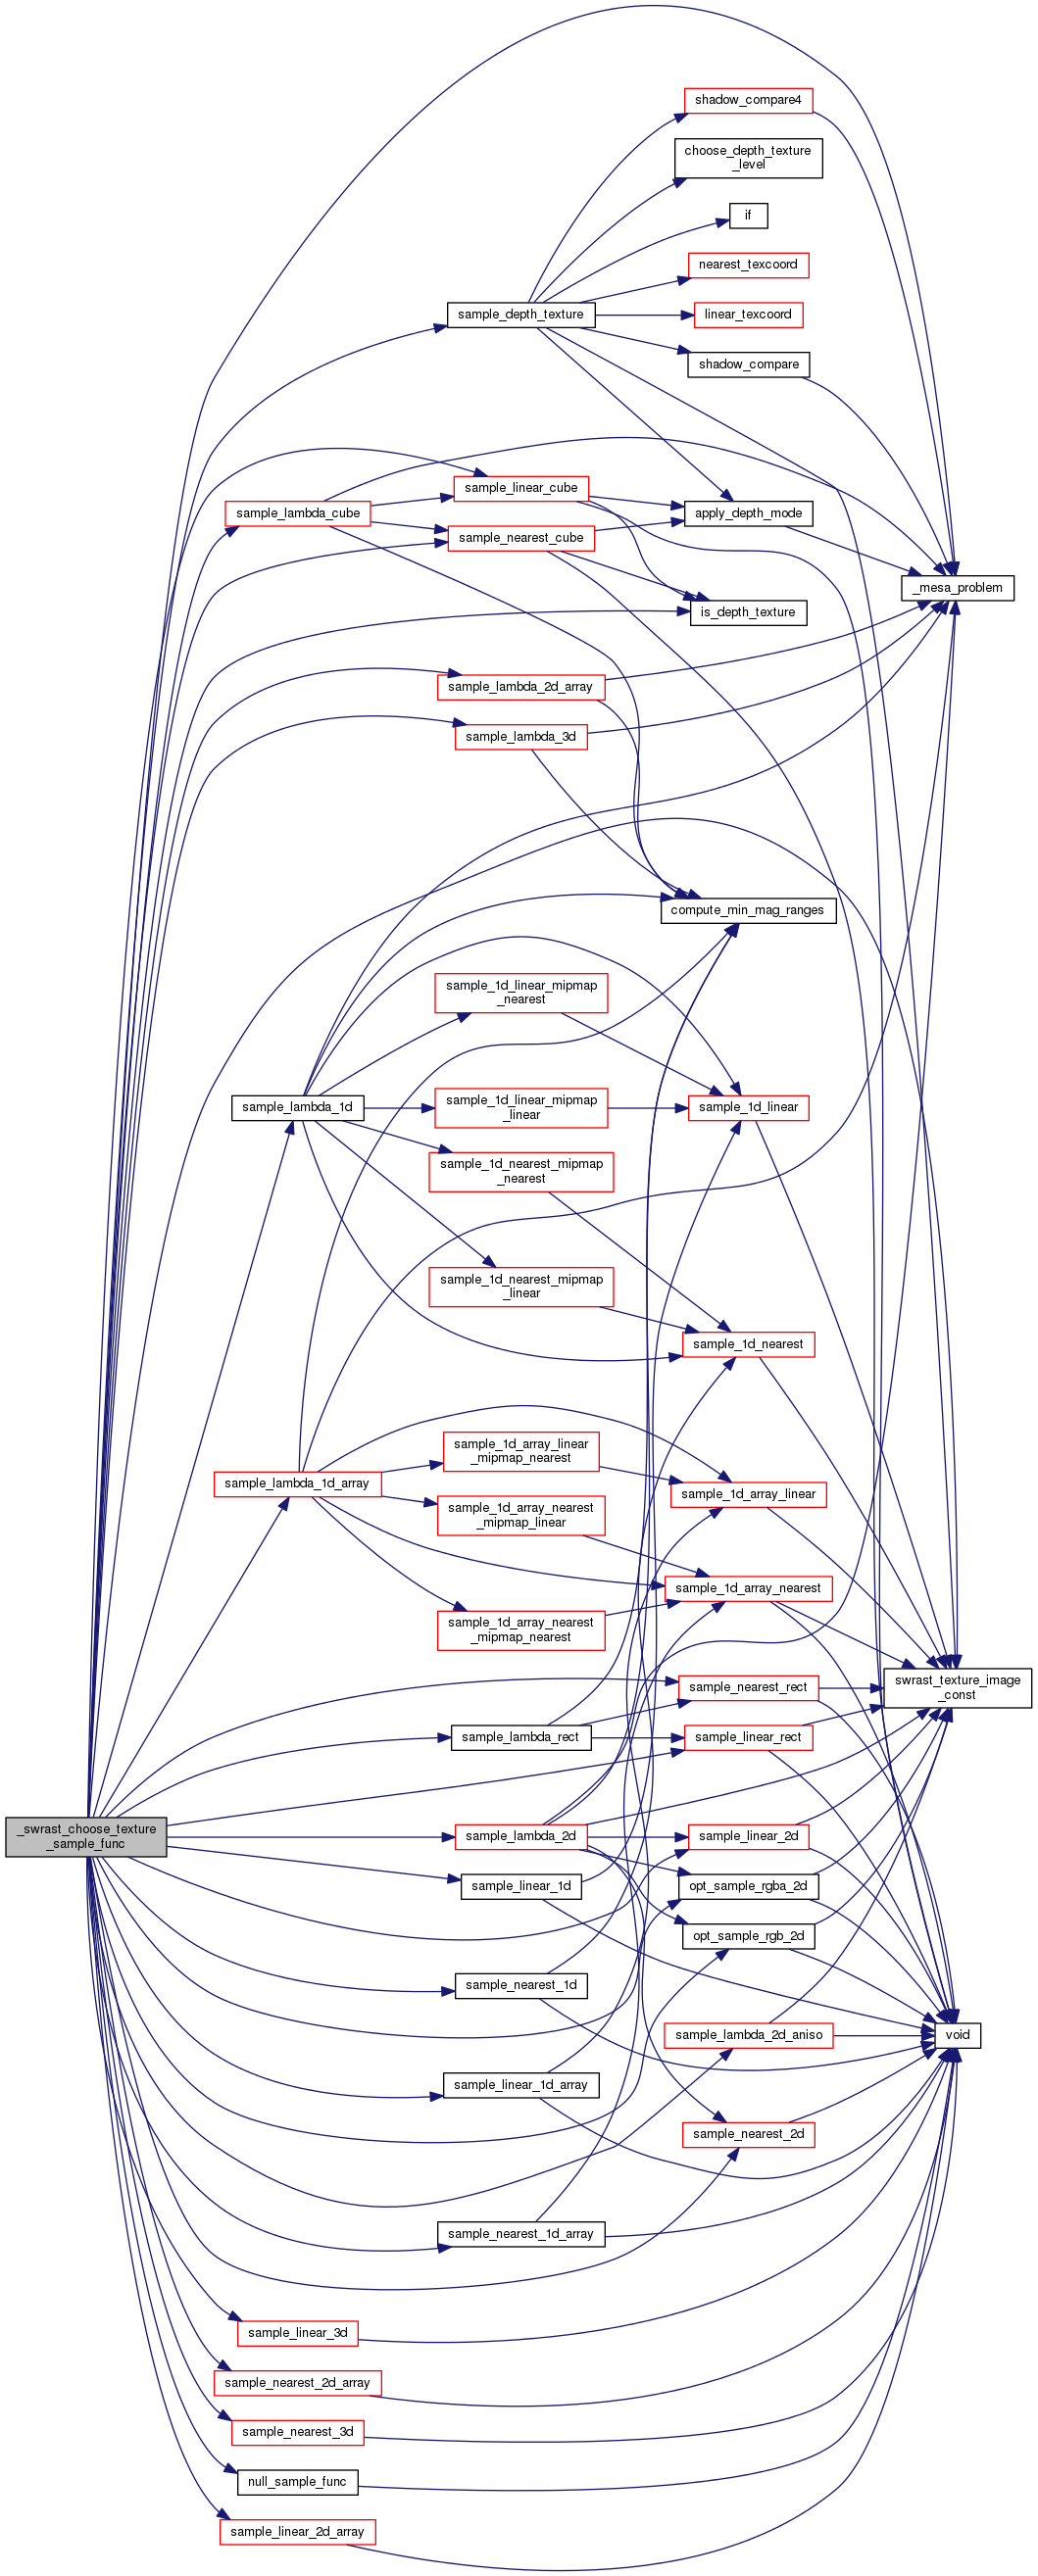 shadow_compare4
choose_depth_texture
_level
if
nearest_texcoord
sample_depth_texture
linear_texcoord
shadow_compare
sample_linear_cube
sample_lambda_cube
apply_depth_mode
sample_nearest_cube
_mesa_problem
is_depth_texture
sample_lambda_2d_array
sample_lambda_3d
compute_min_mag_ranges
sample_1d_linear_mipmap
_nearest
sample_lambda_1d
sample_1d_linear_mipmap
_linear
sample_1d_linear
sample_1d_nearest_mipmap
_nearest
sample_1d_nearest_mipmap
_linear
sample_1d_nearest
sample_1d_array_linear
_mipmap_nearest
sample_lambda_1d_array
sample_1d_array_linear
sample_1d_array_nearest
_mipmap_linear
sample_1d_array_nearest
sample_1d_array_nearest
_mipmap_nearest
sample_nearest_rect
swrast_texture_image
_const
sample_lambda_rect
sample_linear_rect
_swrast_choose_texture
_sample_func
sample_lambda_2d
sample_linear_2d
sample_linear_1d
opt_sample_rgba_2d
opt_sample_rgb_2d
sample_nearest_1d
sample_lambda_2d_aniso
void
sample_linear_1d_array
sample_nearest_2d
sample_nearest_1d_array
sample_linear_3d
sample_nearest_2d_array
sample_nearest_3d
null_sample_func
sample_linear_2d_array